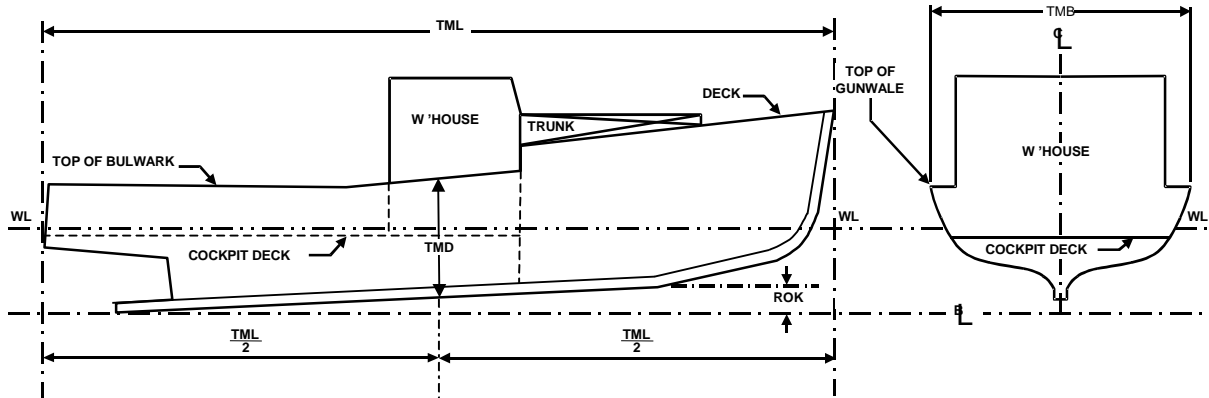 TML
TMB
C
L
TOP OF
GUNWALE
DECK
W 'HOUSE
TRUNK
W 'HOUSE
TOP OF BULWARK
WL
WL
WL
TMD
COCKPIT DECK
COCKPIT DECK
ROK
B
L
TML
2
TML
2